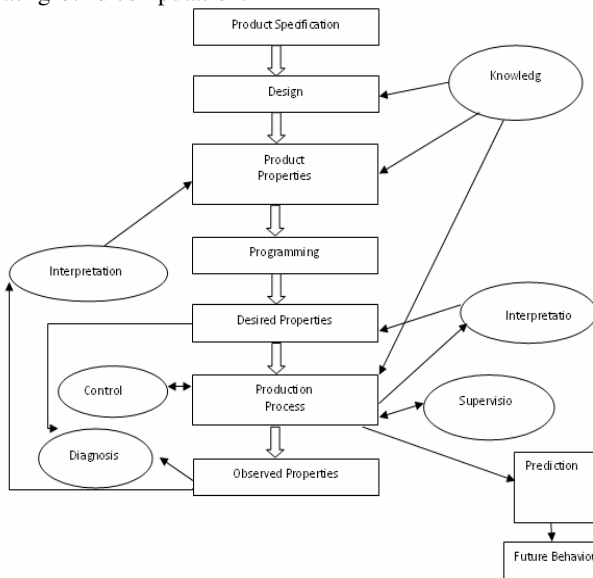 Product Specification
Design
Knowledg
Product
Properties
Programming
Interpretation
Desired Properties
Interpretatio
Production
Process
Control
Supervisio
Diagnosis
Observed Properties
Prediction
Future Behaviou